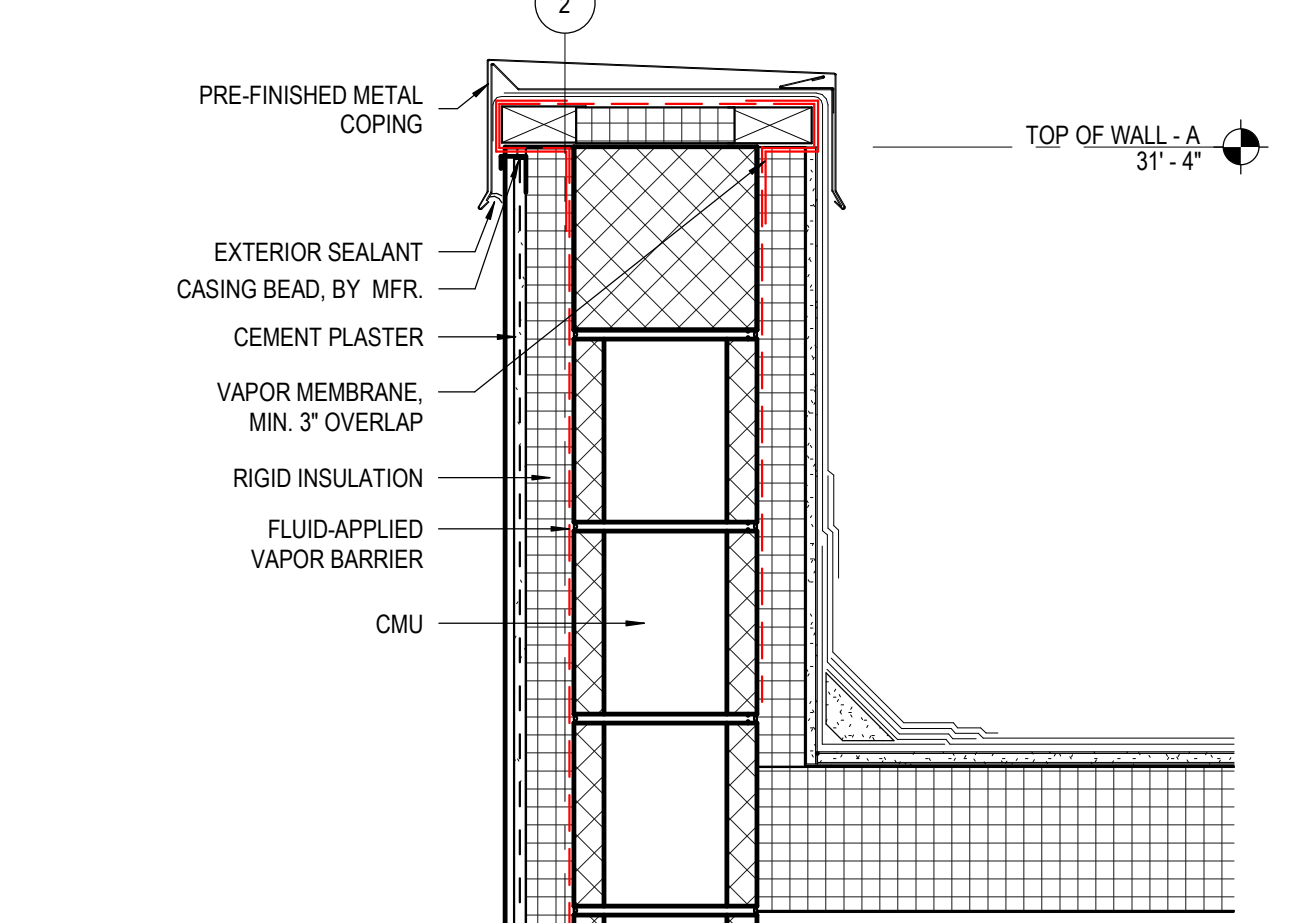 2
PRE-FINISHED METAL
COPING
TOP OF WALL - A
31' - 4"
EXTERIOR SEALANT
CASING BEAD, BY MFR.
CEMENT PLASTER
VAPOR MEMBRANE,
MIN. 3" OVERLAP
RIGID INSULATION
FLUID-APPLIED
VAPOR BARRIER
CMU